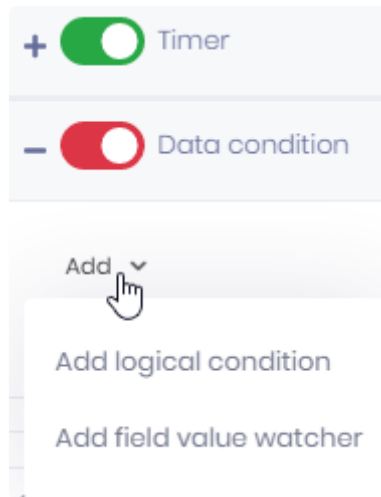 Timer
Data condition
Add
Add logical condition
Add field value watcher